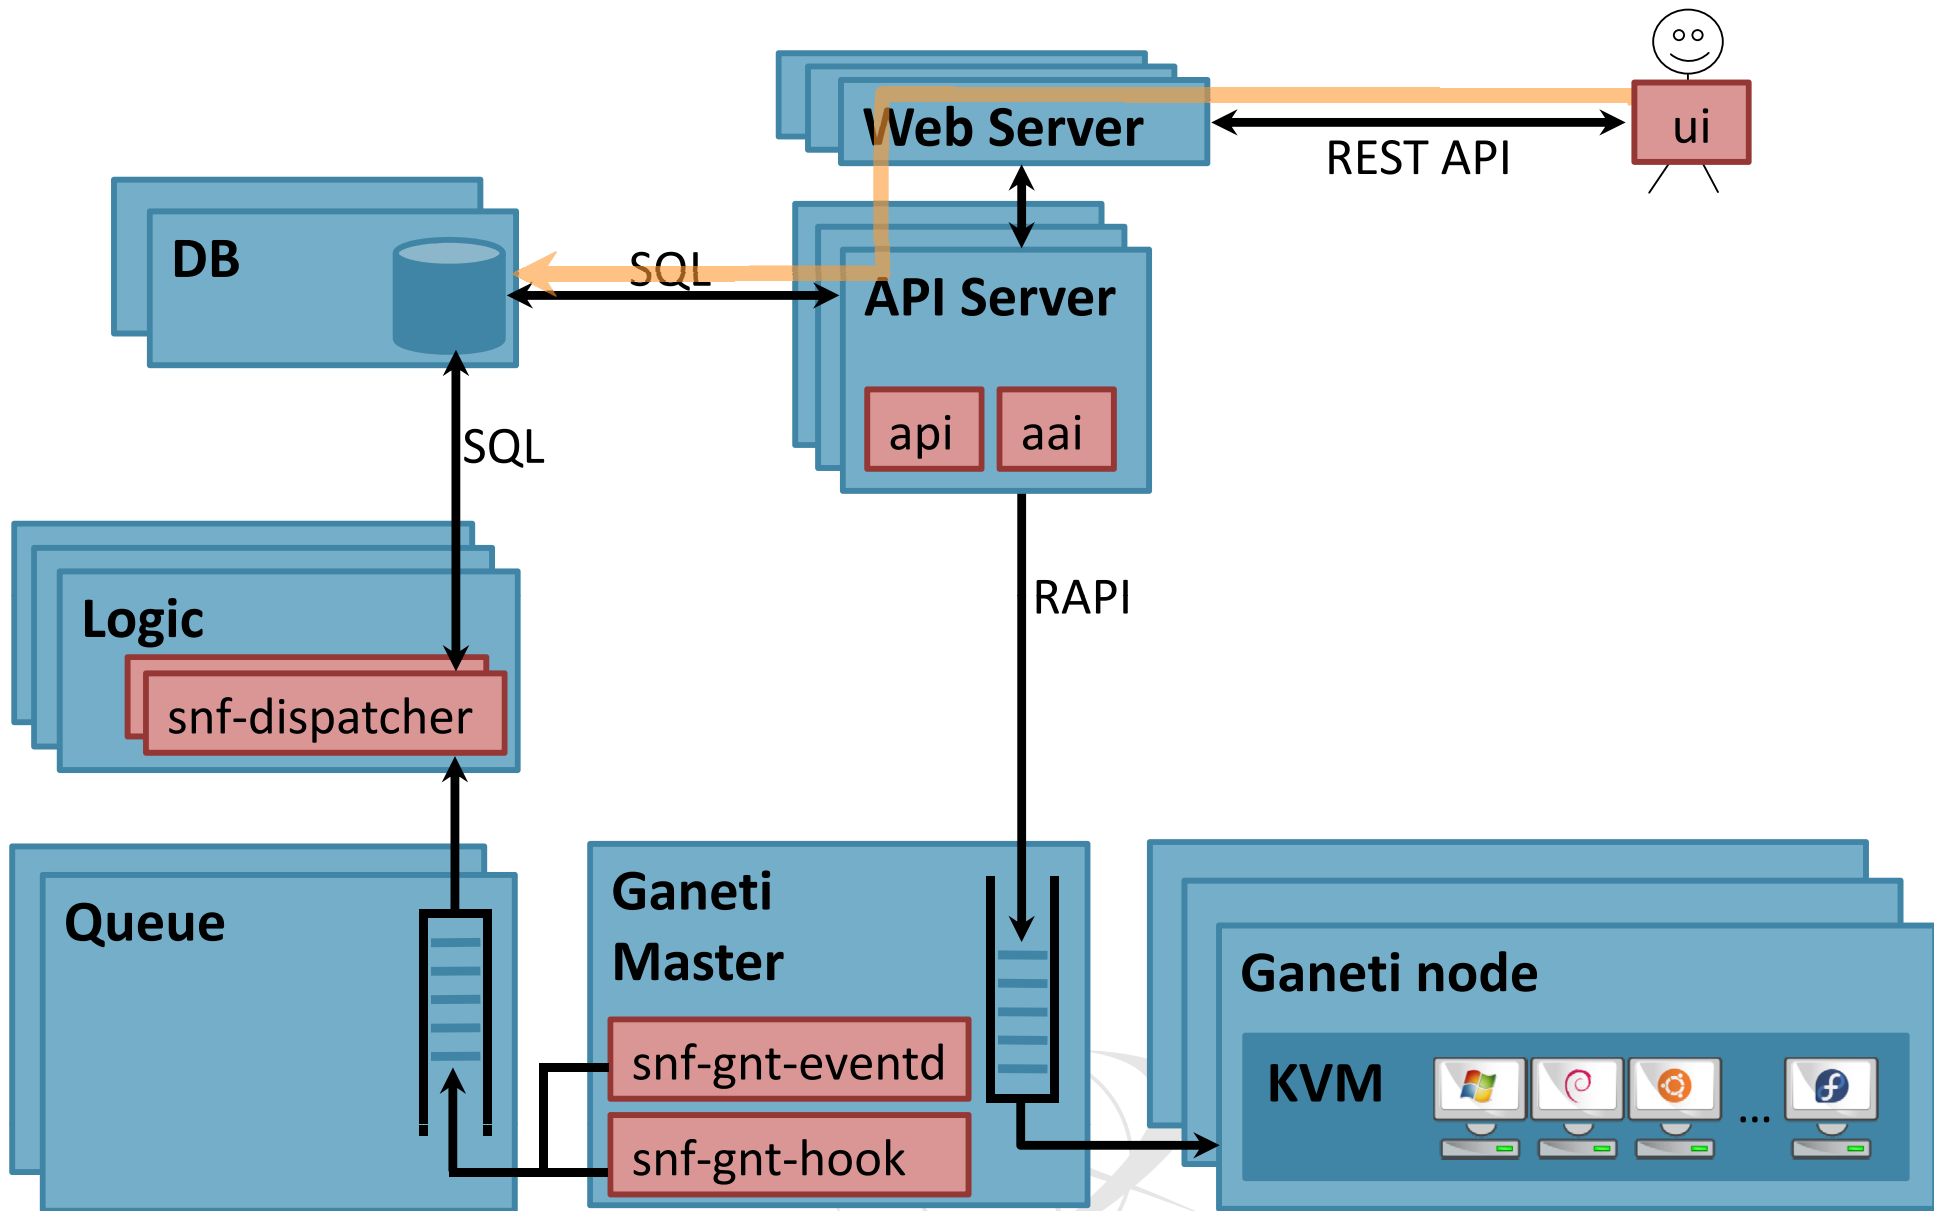 Web Server
ui
REST API
DB
SQL
API Server
api
aai
SQL
RAPI
Logic
snf-dispatcher
Queue
Ganeti
Master
snf-gnt-eventd
snf-gnt-hook
Ganeti node
KVM
...